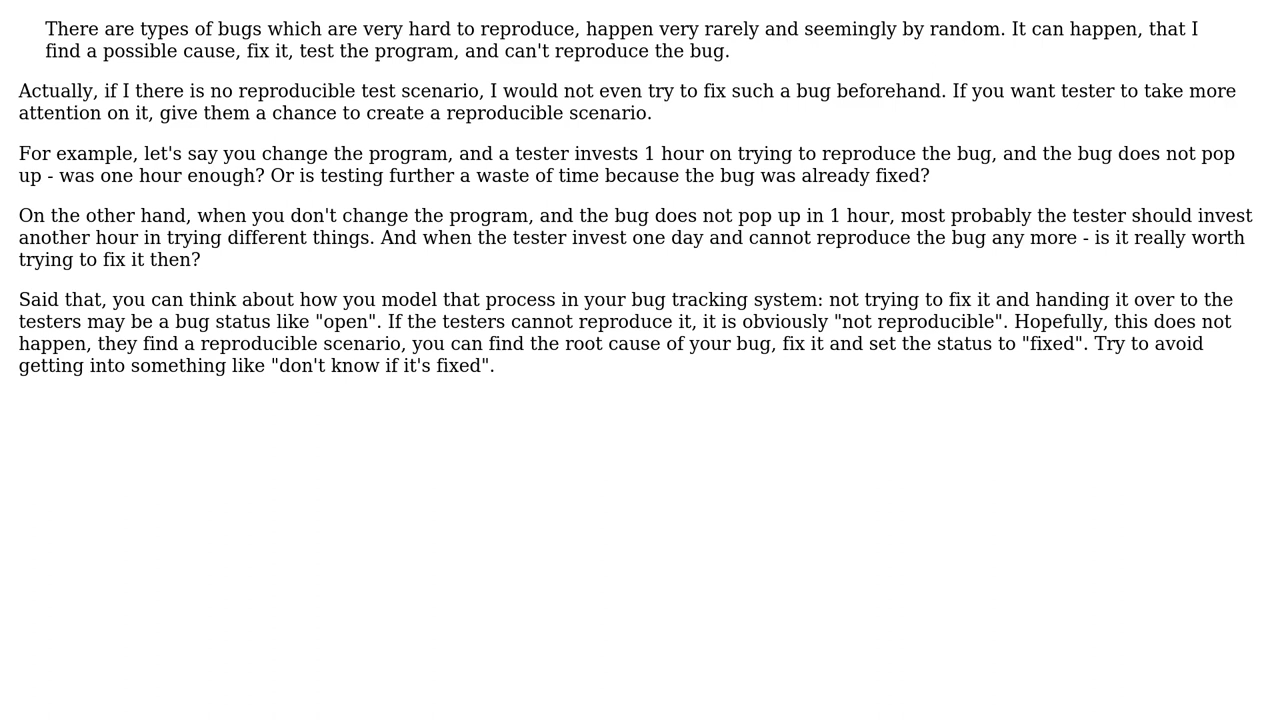 There are types of bugs which are very hard to reproduce, happen very rarely and seemingly by random. It can happen, that I
find a possible cause, fix it, test the program, and can't reproduce the bug.
Actually, if I there is no reproducible test scenario, I would not even try to fix such a bug beforehand. If you want tester to take more
attention on it, give them a chance to create a reproducible scenario.
For example, let's say you change the program, and a tester invests 1 hour on trying to reproduce the bug, and the bug does not pop
up - was one hour enough? Or is testing further a waste of time because the bug was already fixed?
On the other hand, when you don't change the program, and the bug does not pop up in 1 hour, most probably the tester should invest
another hour in trying different things. And when the tester invest one day and cannot reproduce the bug any more - is it really worth
trying to fix it then?
Said that, you can think about how you model that process in your bug tracking system: not trying to fix it and handing it over to the
testers may be a bug status like "open". If the testers cannot reproduce it, it is obviously "not reproducible". Hopefully, this does not
happen, they find a reproducible scenario, you can find the root cause of your bug, fix it and set the status to "fixed". Try to avoid
getting into something like "don't know if it's fixed".